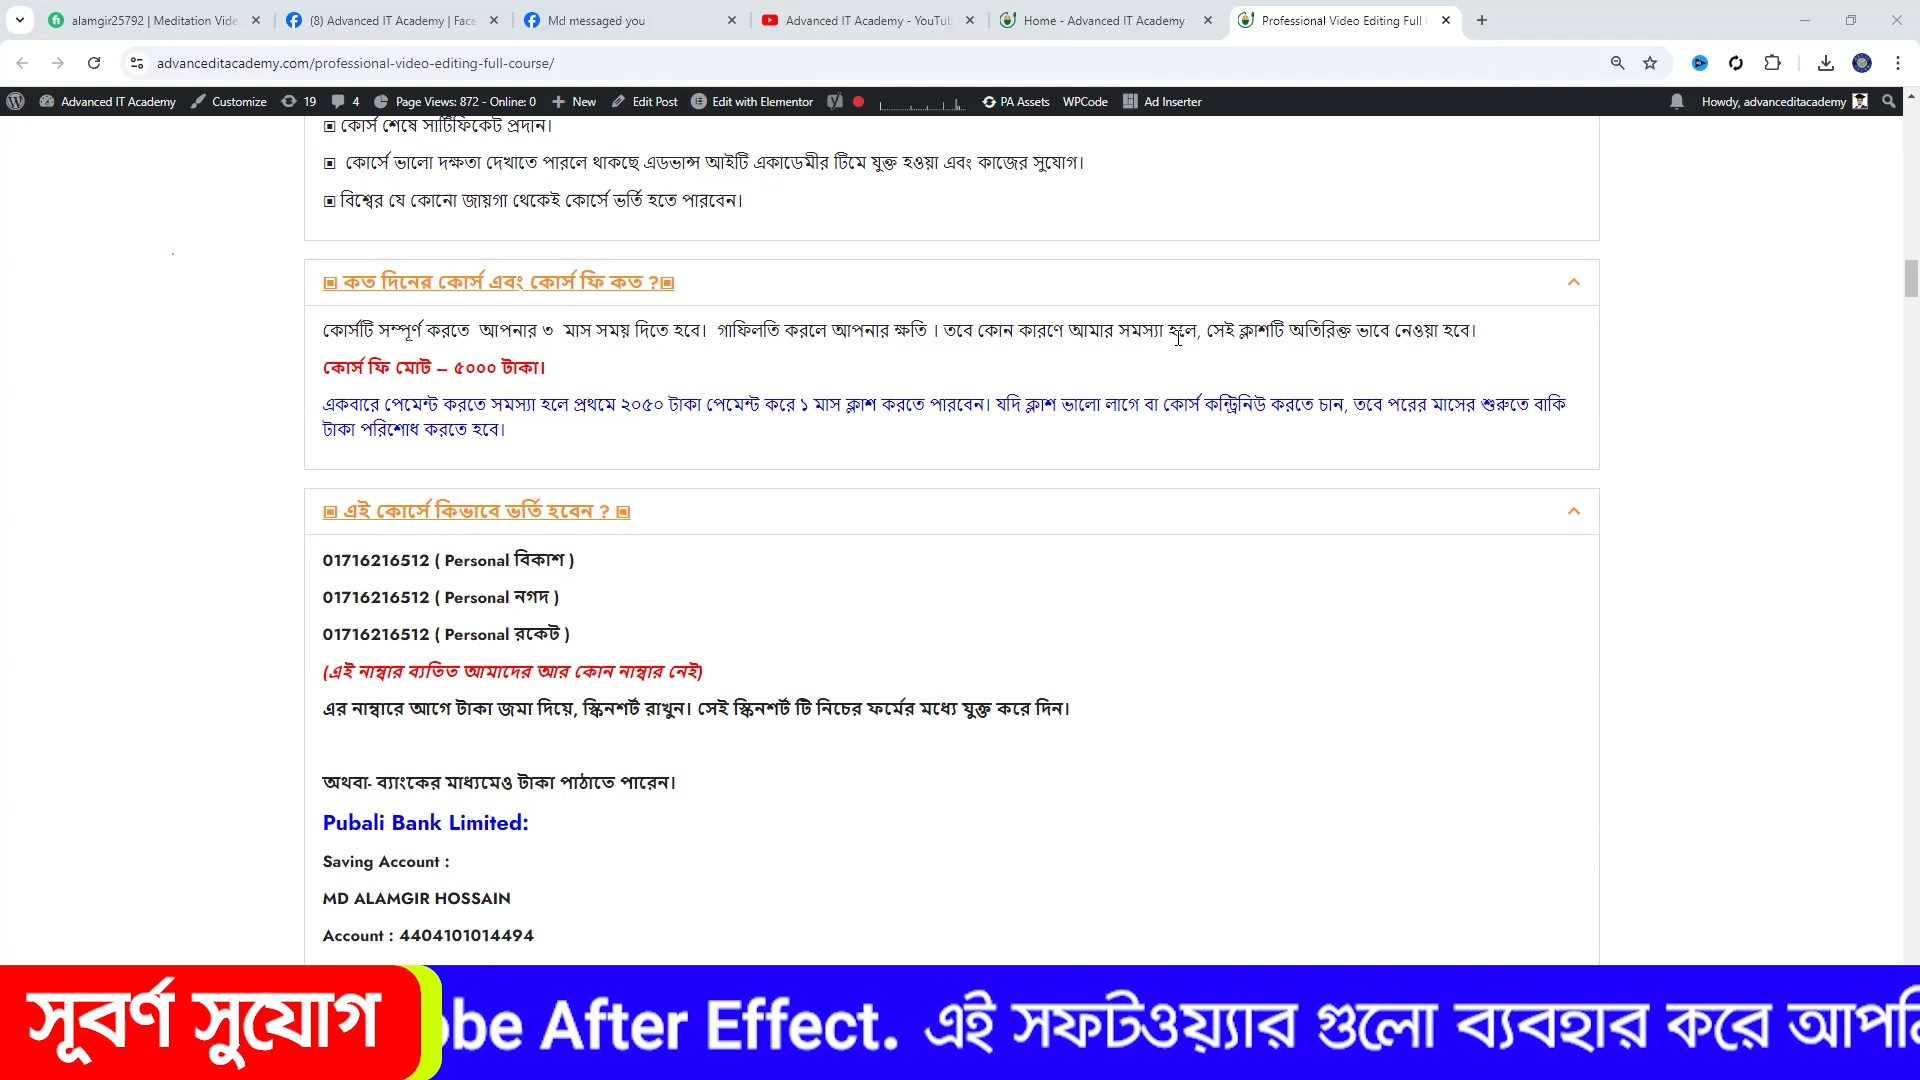 alamgir25792 | Meditation Vide
(8) Advanced IT Academy | Face
Md messaged you
Advanced IT Academy - YouTu
Home - Advanced IT Academy
Professional Video Editing Full
advanceditacademy.com/professional-video-editing-full-course/
Advanced IT Academy Customize 19 4 Page Views: 872 - Online: 0 New Edit Post Edit with Elementor PA Assets WPCode Ad Inserter Howdy, advanceditacademy
▣ কোর্স শেষে সার্টিফিকেট প্রদান।
▣ কোর্সে ভালো দক্ষতা দেখাতে পারলে থাকছে এডভান্স আইটি একাডেমীর টিমে যুক্ত হওয়া এবং কাজের সুযোগ।
▣ বিশ্বের যে কোনো জায়গা থেকেই কোর্সে ভর্তি হতে পারবেন।
▣ কত দিনের কোর্স এবং কোর্স ফি কত ?▣
কোর্সটি সম্পূর্ণ করতে আপনার ৩ মাস সময় দিতে হবে। গাফিলতি করলে আপনার ক্ষতি । তবে কোন কারণে আমার সমস্যা হলে, সেই ক্লাশটি অতিরিক্ত ভাবে নেওয়া হবে।
কোর্স ফি মোট – ৫০০০ টাকা।
একবারে পেমেন্ট করতে সমস্যা হলে প্রথমে ২০৫০ টাকা পেমেন্ট করে ১ মাস ক্লাশ করতে পারবেন। যদি ক্লাশ ভালো লাগে বা কোর্স কন্ট্রিনিউ করতে চান, তবে পরের মাসের শুরুতে বাকি
টাকা পরিশোধ করতে হবে।
▣ এই কোর্সে কিভাবে ভর্তি হবেন ? ▣
01716216512 ( Personal বিকাশ )
01716216512 ( Personal নগদ )
01716216512 ( Personal রকেট )
(এই নাম্বার ব্যতিত আমাদের আর কোন নাম্বার নেই)
এর নাম্বারে আগে টাকা জমা দিয়ে, স্কিনশর্ট রাখুন। সেই স্কিনশর্ট টি নিচের ফর্মের মধ্যে যুক্ত করে দিন।
অথবা- ব্যাংকের মাধ্যমেও টাকা পাঠাতে পারেন।
Pubali Bank Limited:
Saving Account :
MD ALAMGIR HOSSAIN
Account : 4404101014494
সূবর্ণ সুযোগ
obe After Effect. এই সফটওয়্যার গুলো ব্যবহার করে আপনি